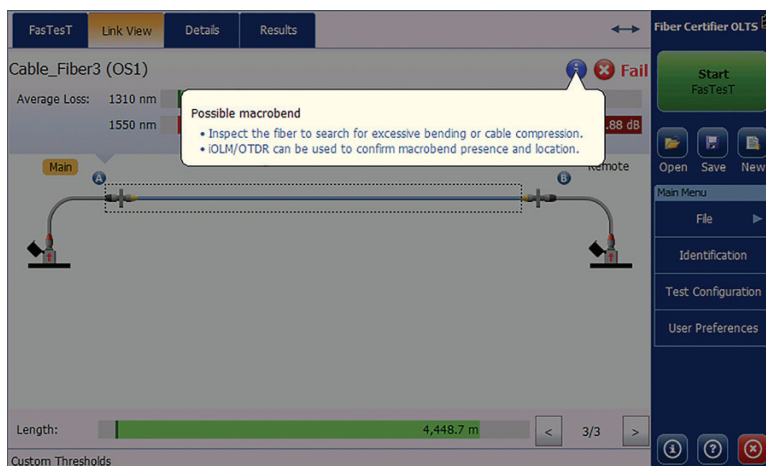 FasTesT
Link View
Details
Results
Fiber Certifier OLTS
Cable_Fiber3 (OS1)
Fail
Start
FasTesT
Average Loss:
1310 nm
1550 nm
.88 dB
Possible macrobend
• Inspect the fiber to search for excessive bending or cable compression.
• iOLM/OTDR can be used to confirm macrobend presence and location.
Open
Save
New
Main
A
B
Main Menu
File
Identification
Test Configuration
User Preferences
Length:
4,448.7 m
<
3/3
>
Custom Thresholds